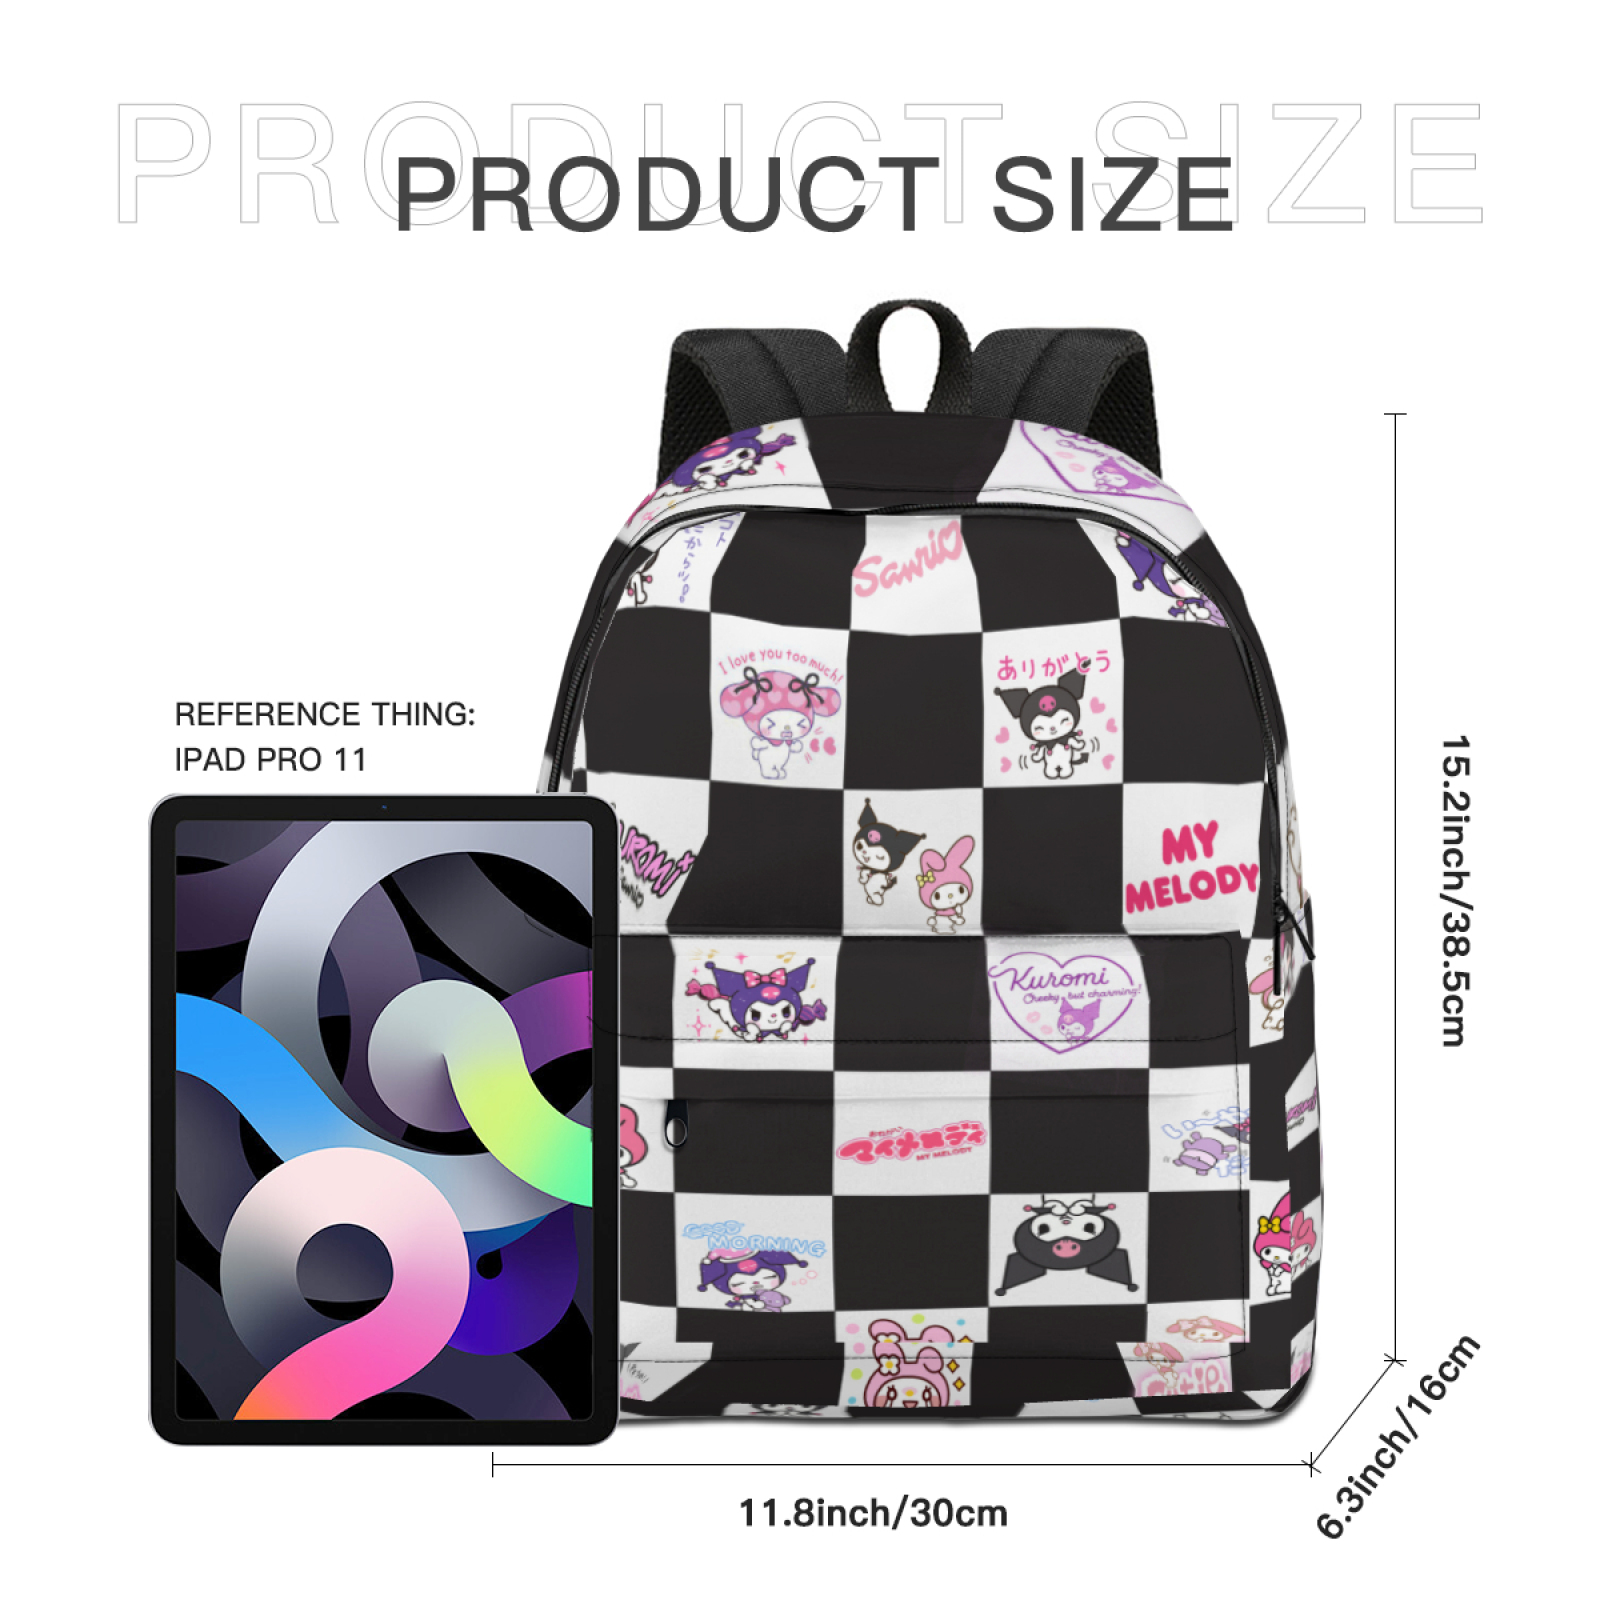 PRODUCT SIZE
PRODUCT SIZE
Sanrio
I love you too much!
ありがとう
REFERENCE THING:
IPAD PRO 11
MY
MELODY
Kuromi
Cheeky but charming!
マイメロディ
MY MELODY
GOOD
MORNING
15.2inch/38.5cm
6.3inch/16cm
11.8inch/30cm